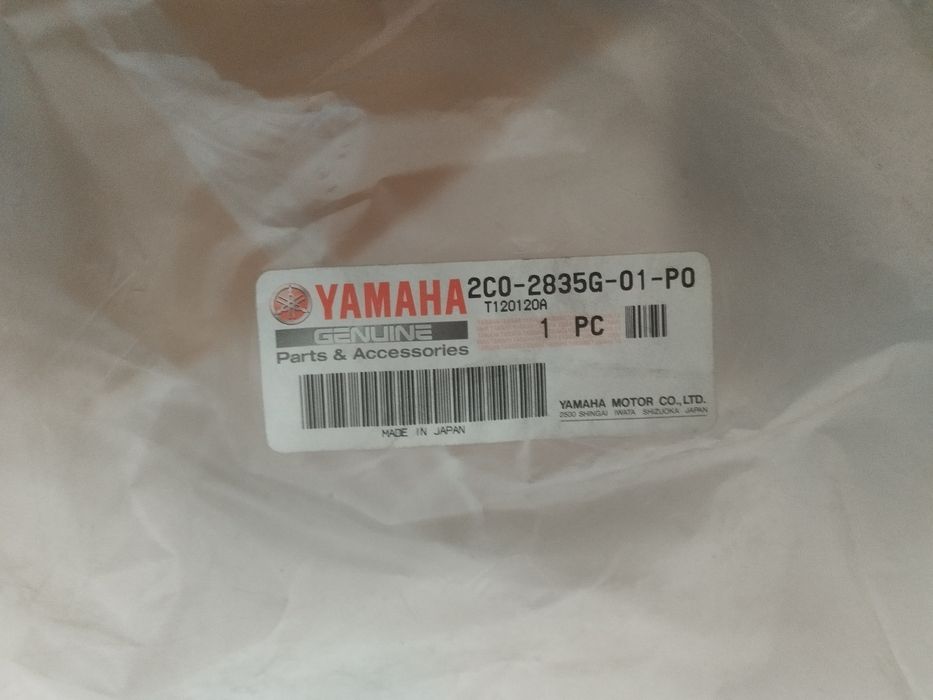 YAMAHA
2C0-2835G-01-P0
T120120A
GENUINE
1 PC
Parts & Accessories
MADE IN JAPAN
YAMAHA MOTOR CO.,LTD.
2500 SHINGAI IWATA SHIZUOKA JAPAN